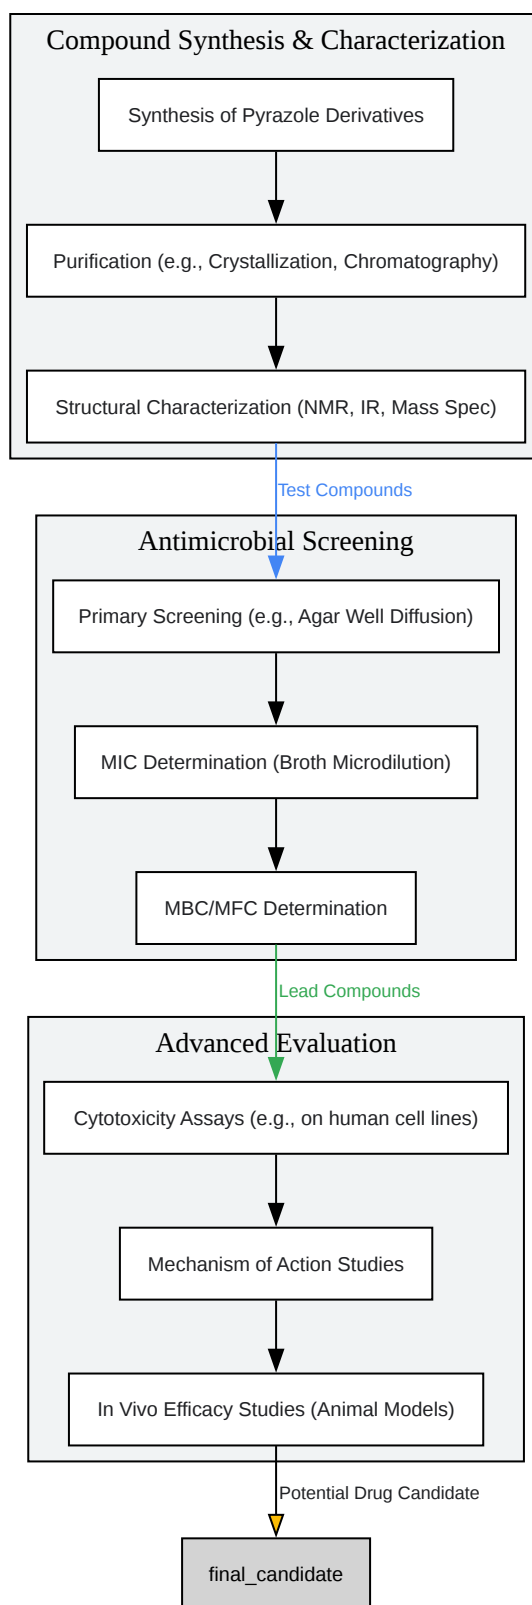 Compound Synthesis & Characterization
Synthesis of Pyrazole Derivatives
Purification (e.g., Crystallization, Chromatography)
Structural Characterization (NMR, IR, Mass Spec)
Test Compounds
Antimicrobial Screening
Primary Screening (e.g., Agar Well Diffusion)
MIC Determination (Broth Microdilution)
MBC/MFC Determination
Lead Compounds
Advanced Evaluation
Cytotoxicity Assays (e.g., on human cell lines)
Mechanism of Action Studies
In Vivo Efficacy Studies (Animal Models)
Potential Drug Candidate
final_candidate